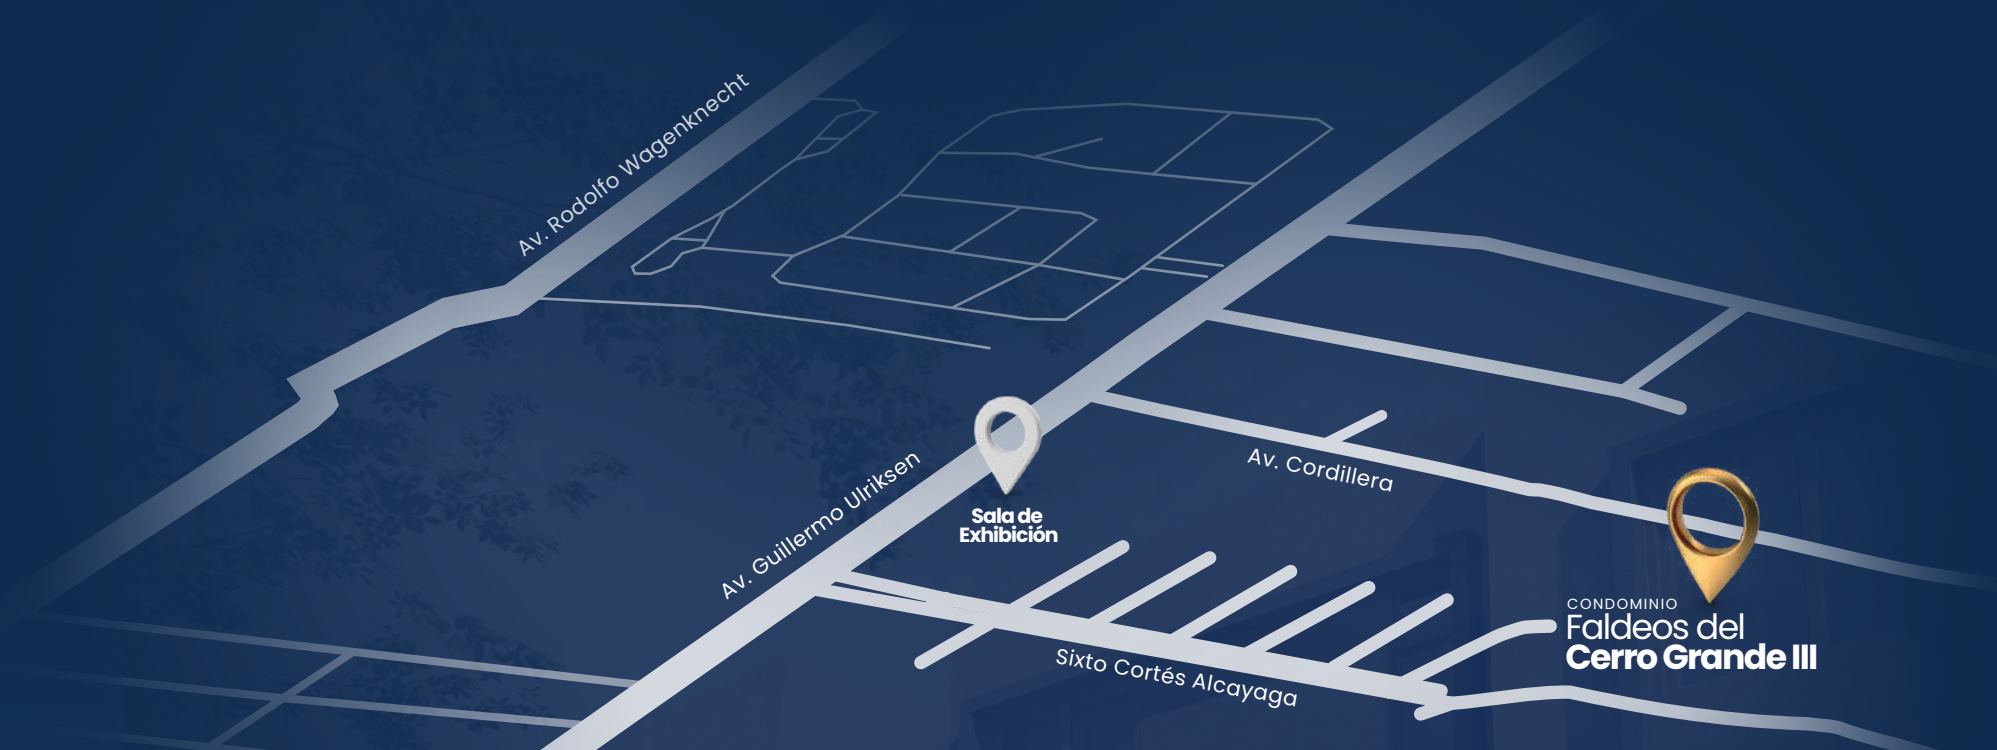 Av. Rodolfo Wagenknecht
Av. Guillermo Ulriksen
Sala de
Exhibición
Av. Cordillera
Sixto Cortés Alcayaga
CONDOMINIO
Faldeos del
Cerro Grande III